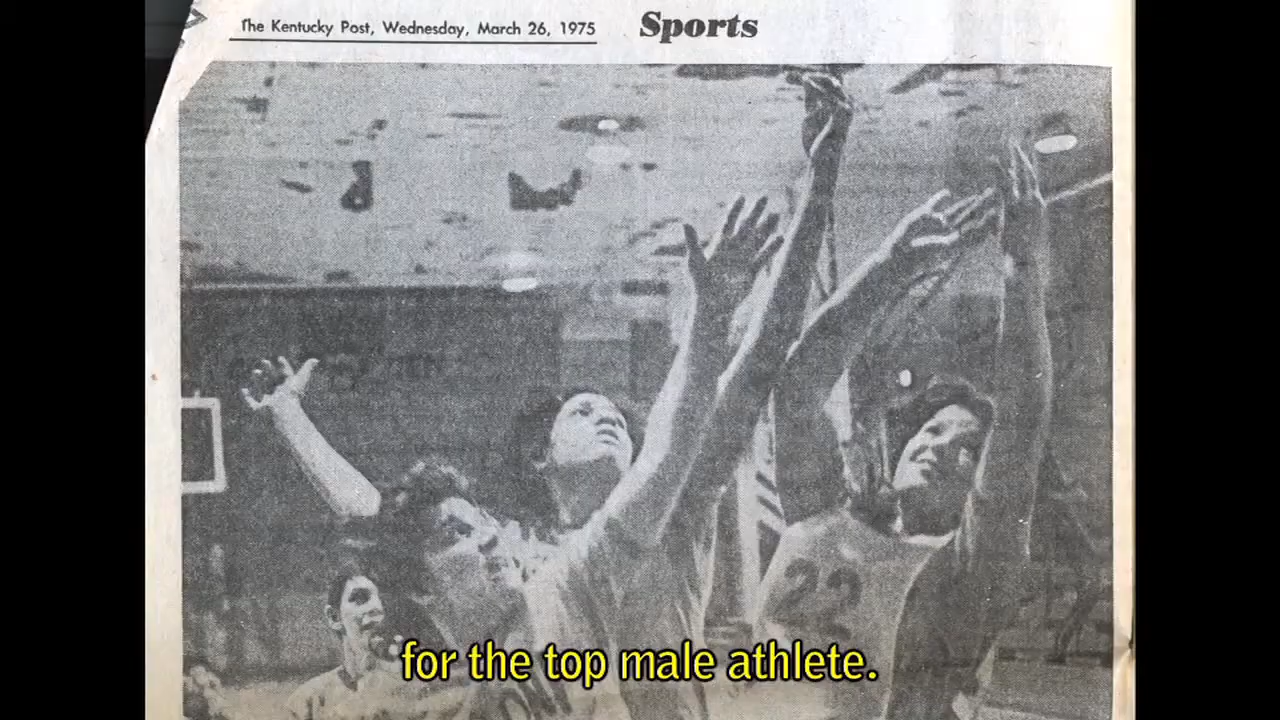 The Kentucky Post, Wednesday, March 26, 1975
Sports
22
for the top male athlete.